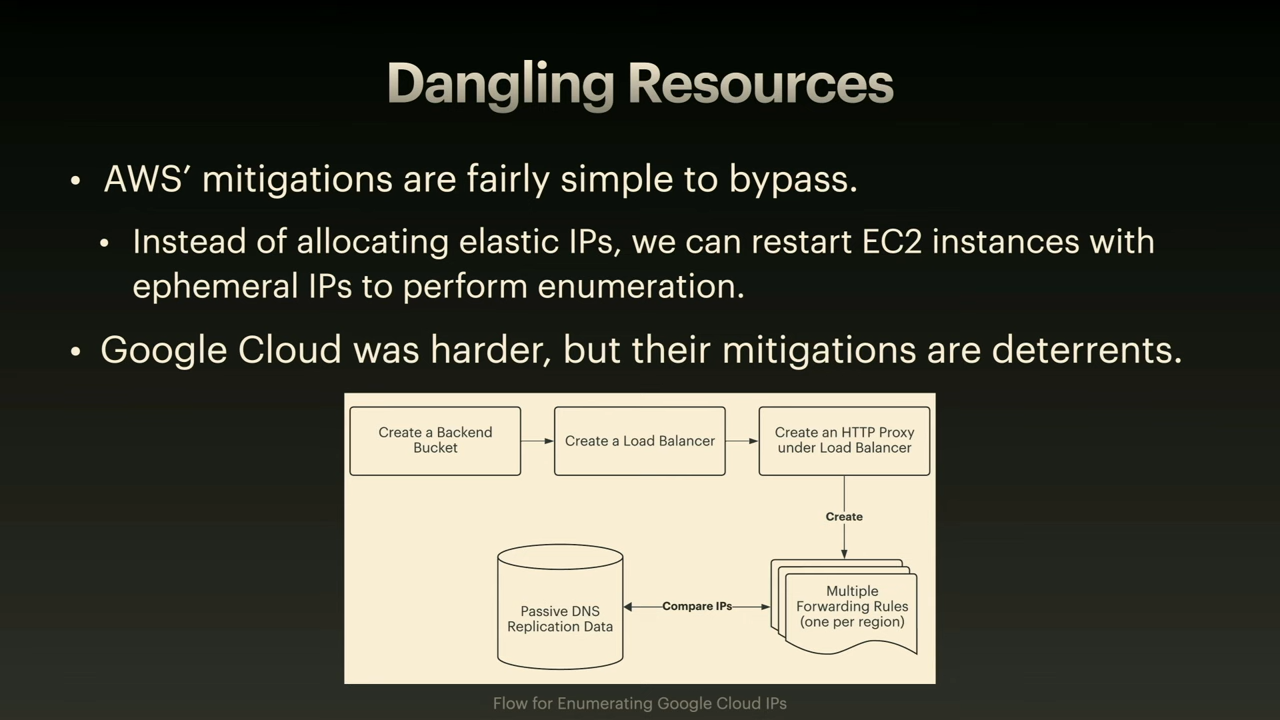 Dangling Resources
• AWS’ mitigations are fairly simple to bypass.
• Instead of allocating elastic IPs, we can restart EC2 instances with
ephemeral IPs to perform enumeration.
• Google Cloud was harder, but their mitigations are deterrents.
Create a Backend
Bucket
Create a Load Balancer
Create an HTTP Proxy
under Load Balancer
Create
Multiple
Forwarding Rules
(one per region)
Compare IPs
Passive DNS
Replication Data
Flow for Enumerating Google Cloud IPs